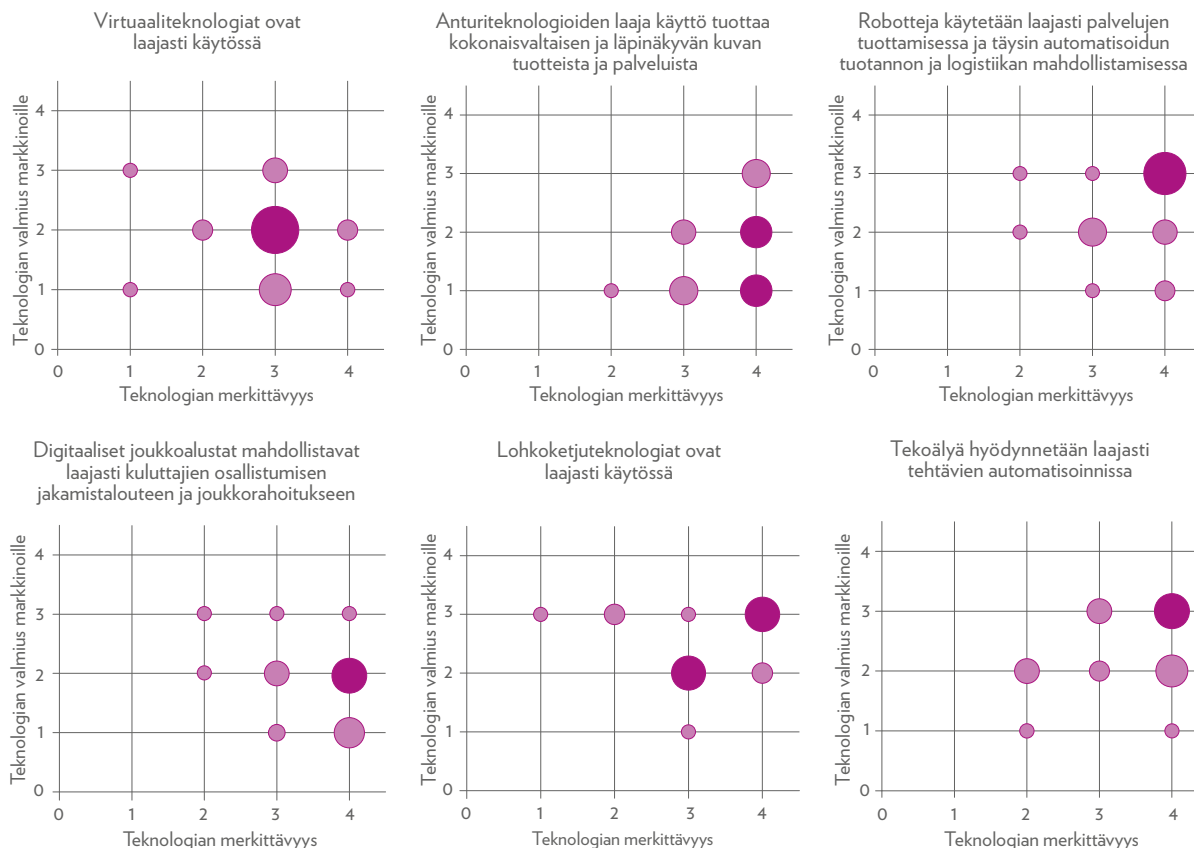 Virtuaaliteknologiat ovat
laajasti käytössä
Teknologian valmius markkinoille
4
3
2
1
0
0 1 2 3 4
Teknologian merkittävyys
Anturiteknologioiden laaja käyttö tuottaa
kokonaisvaltaisen ja läpinäkyvän kuvan
tuotteista ja palveluista
Teknologian valmius markkinoille
4
3
2
1
0
0 1 2 3 4
Teknologian merkittävyys
Robotteja käytetään laajasti palvelujen
tuottamisessa ja täysin automatisoidun
tuotannon ja logistiikan mahdollistamisessa
Teknologian valmius markkinoille
4
3
2
1
0
0 1 2 3 4
Teknologian merkittävyys
Digitaaliset joukkoalustat mahdollistavat
laajasti kuluttajien osallistumisen
jakamistalouteen ja joukkorahoitukseen
Teknologian valmius markkinoille
4
3
2
1
0
0 1 2 3 4
Teknologian merkittävyys
Lohkoketjuteknologiat ovat
laajasti käytössä
Teknologian valmius markkinoille
4
3
2
1
0
0 1 2 3 4
Teknologian merkittävyys
Tekoälyä hyödynnetään laajasti
tehtävien automatisoinnissa
Teknologian valmius markkinoille
4
3
2
1
0
0 1 2 3 4
Teknologian merkittävyys